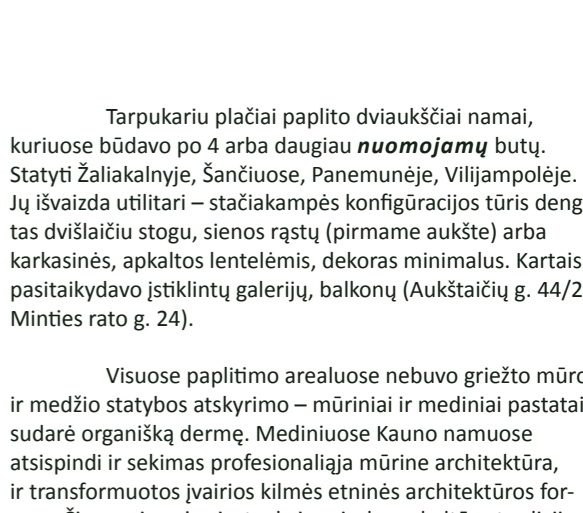 Tarpukariu plačiai paplito dviaukščiai namai,
kuriuose būdavo po 4 arba daugiau nuomojamų butų.
Statyti Žaliakalnyje, Šančiuose, Panemunėje, Vilijampolėje.
Jų išvaizda utilitari – stačiakampės konfigūracijos tūris deng
tas dvišlaičiu stogu, sienos rąstų (pirmame aukšte) arba
karkasinės, apkaltos lentelėmis, dekoras minimalus. Kartais
pasitaikydavo įstiklintų galerijų, balkonų (Aukštaičių g. 44/2
Minties rato g. 24).
Visuose paplitimo arealuose nebuvo griežto mūro
ir medžio statybos atskyrimo – mūriniai ir mediniai pastatai
sudarė organišką dermę. Mediniuose Kauno namuose
atsispindi ir sekimas profesionaliąja mūrine architektūra,
ir transformuotos įvairios kilmės etninės architektūros for-